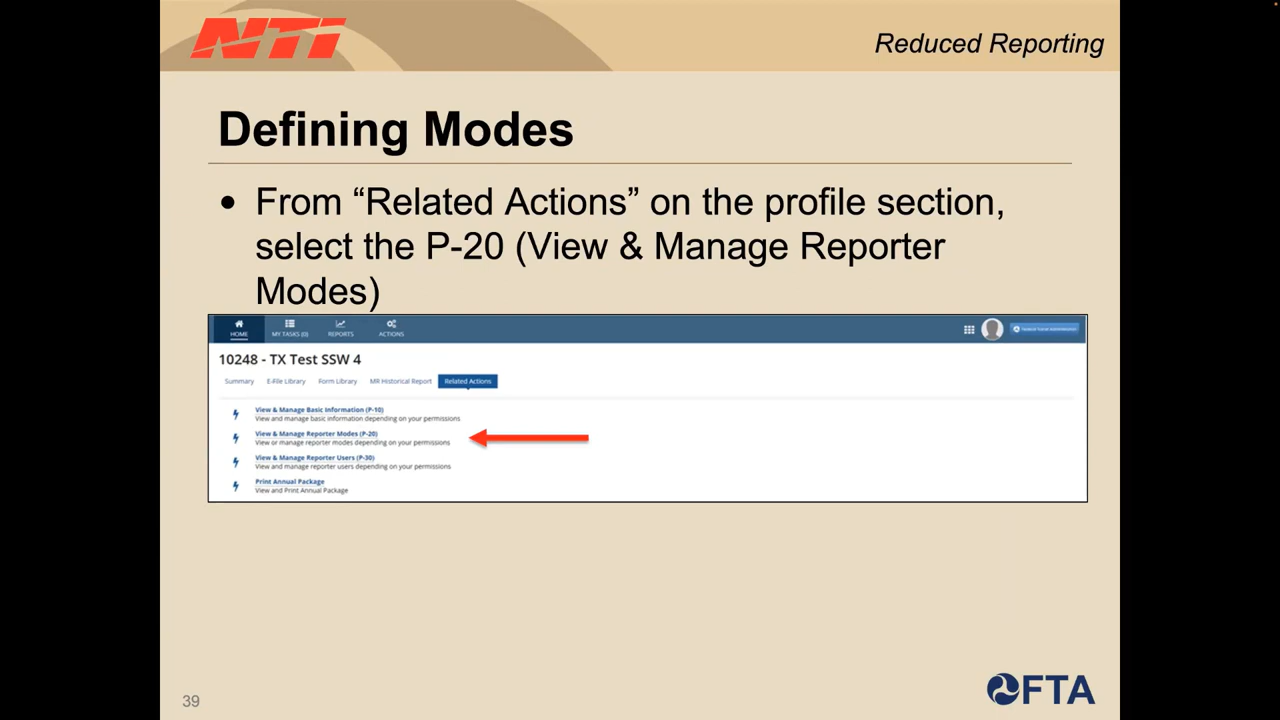 NTI
Reduced Reporting
Defining Modes
• From “Related Actions” on the profile section,
select the P-20 (View & Manage Reporter
Modes)
HOME MY TASKS (0) REPORTS ACTIONS
Federal Transit Administration
10248 - TX Test SSW 4
Summary E-File Library Form Library MR Historical Report Related Actions
View & Manage Basic Information (P-10)
View and manage basic information depending on your permissions
View & Manage Reporter Modes (P-20)
View or manage reporter modes depending on your permissions
View & Manage Reporter Users (P-30)
View and manage reporter users depending on your permissions
Print Annual Package
View and Print Annual Package
39
FTA